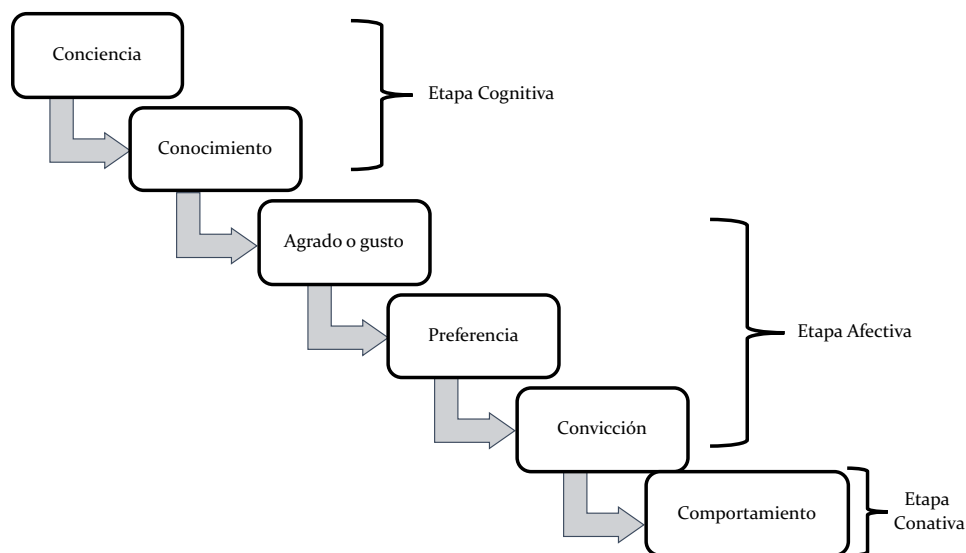 Conciencia
Etapa Cognitiva
Conocimiento
Agrado o gusto
Preferencia
Etapa Afectiva
Convicción
Comportamiento
Etapa
Conativa